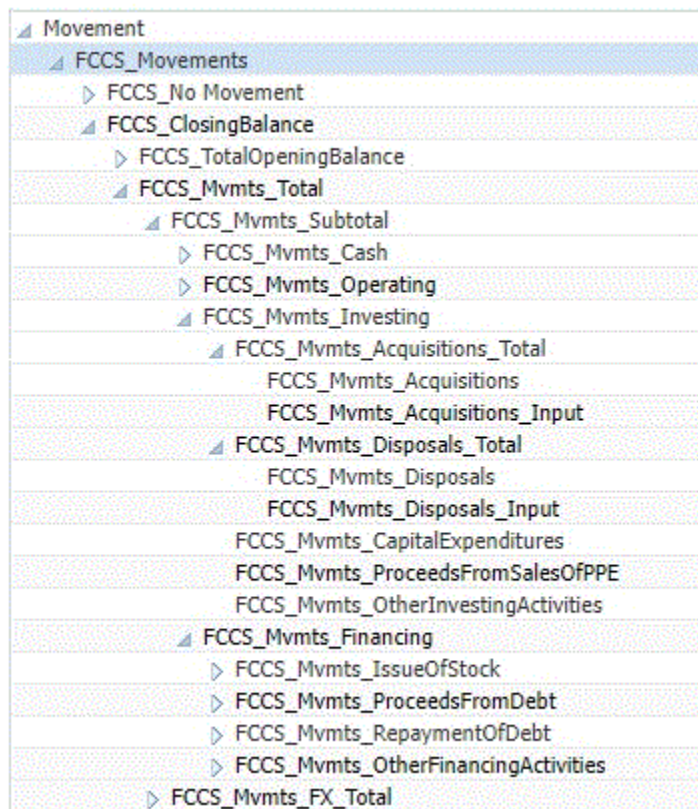 Movement
FCCS_Movements
FCCS_No Movement
FCCS_ClosingBalance
FCCS_TotalOpeningBalance
FCCS_Mvmts_Total
FCCS_Mvmts_Subtotal
FCCS_Mvmts_Cash
FCCS_Mvmts_Operating
FCCS_Mvmts_Investing
FCCS_Mvmts_Acquisitions_Total
FCCS_Mvmts_Acquisitions
FCCS_Mvmts_Acquisitions_Input
FCCS_Mvmts_Disposals_Total
FCCS_Mvmts_Disposals
FCCS_Mvmts_Disposals_Input
FCCS_Mvmts_CapitalExpenditures
FCCS_Mvmts_ProceedsFromSalesOfPPE
FCCS_Mvmts_OtherInvestingActivities
FCCS_Mvmts_Financing
FCCS_Mvmts_IssueOfStock
FCCS_Mvmts_ProceedsFromDebt
FCCS_Mvmts_RepaymentOfDebt
FCCS_Mvmts_OtherFinancingActivities
FCCS_Mvmts_FX_Total